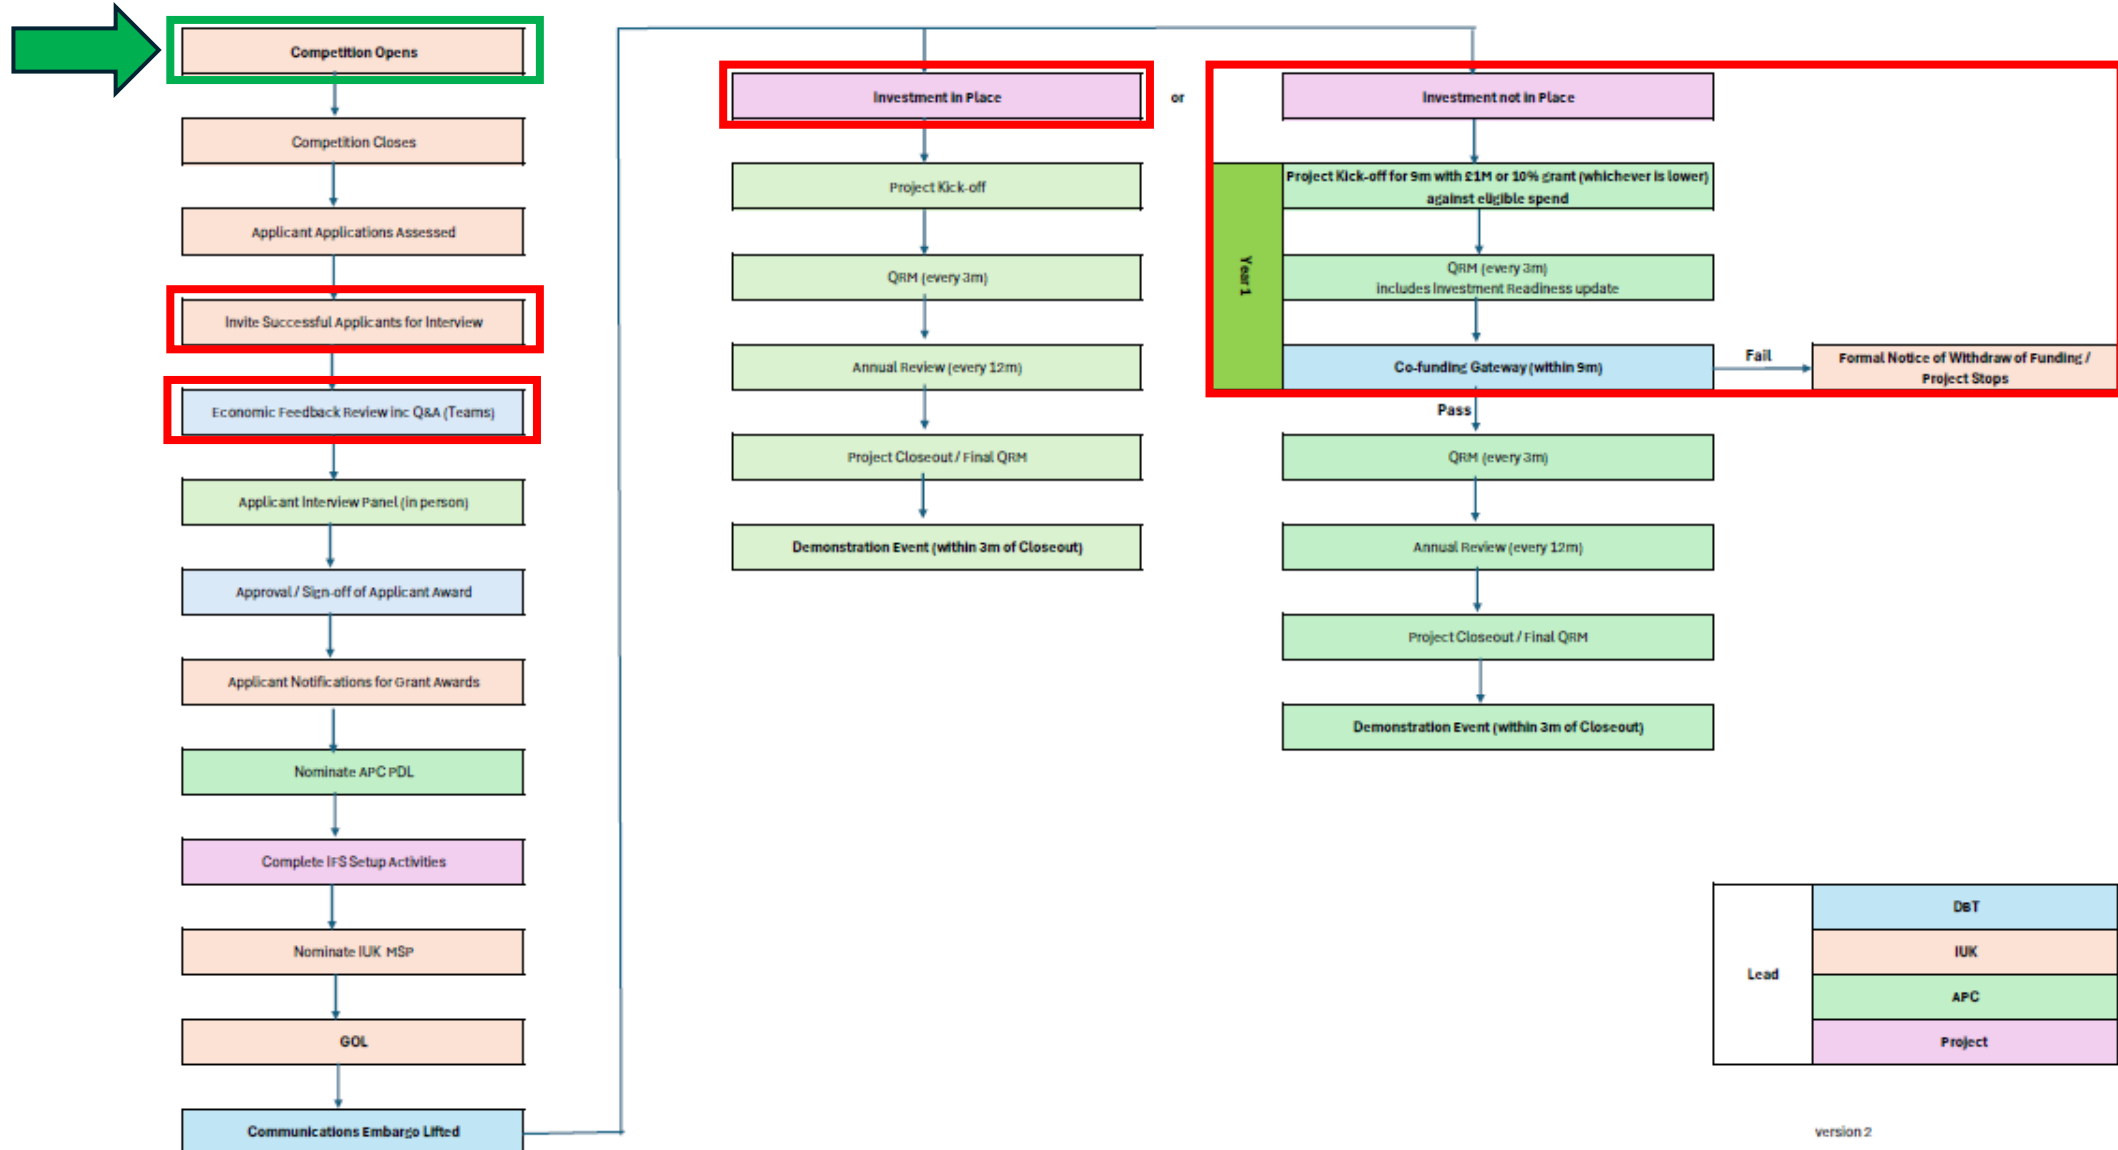 Competition Opens
Competition Closes
Applicant Applications Assessed
Invite Successful Applicants for Interview
Economic Feedback Review inc Q&A (Teams)
Applicant Interview Panel (in person)
Approval / Sign-off of Applicant Award
Applicant Notifications for Grant Awards
Nominate APC PDL
Complete IFS Setup Activities
Nominate IUK MSP
GOL
Communications Embargo Lifted
Investment in Place
Project Kick-off
QRM (every 3m)
Annual Review (every 12m)
Project Closeout / Final QRM
Demonstration Event (within 3m of Closeout)
or
Investment not in Place
Year 1
Project Kick-off for 9m with £1M or 10% grant (whichever is lower)
against eligible spend
QRM (every 3m)
includes Investment Readiness update
Co-funding Gateway (within 9m)
Fail
Formal Notice of Withdraw of Funding /
Project Stops
Pass
QRM (every 3m)
Annual Review (every 12m)
Project Closeout / Final QRM
Demonstration Event (within 3m of Closeout)
Lead
DBT
IUK
APC
Project
version 2